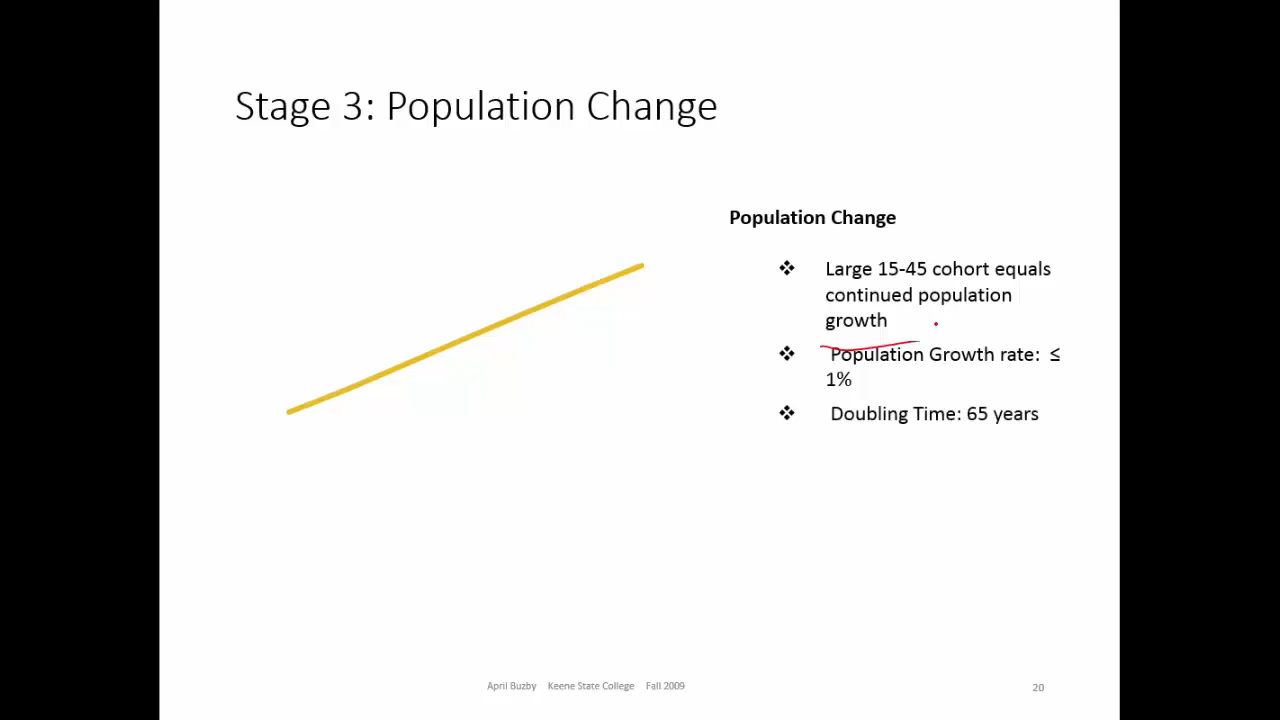 Stage 3: Population Change
Population Change
❖ Large 15-45 cohort equals
continued population
growth
❖ Population Growth rate: ≤
1%
❖ Doubling Time: 65 years
April Buzby Keene State College Fall 2009
20